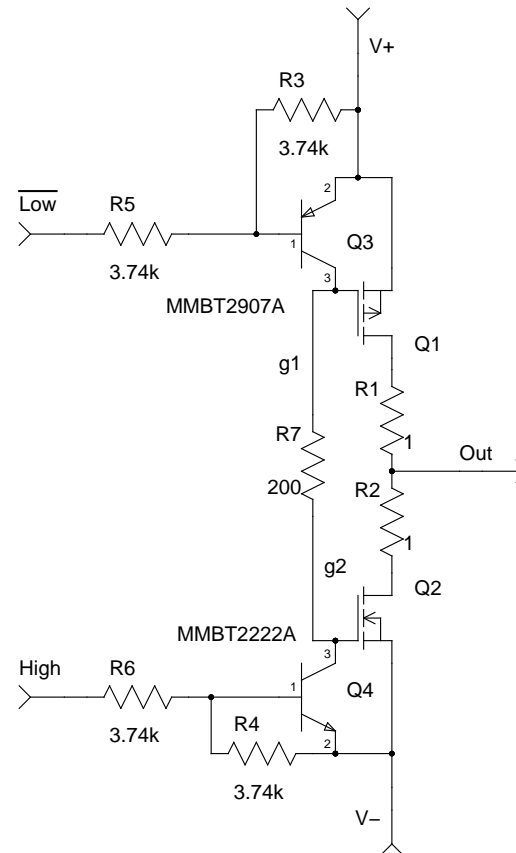 V+
R3
3.74k
Low
R5
3.74k
2
1
Q3
3
MMBT2907A
Q1
g1
R1
1
R7
200
Out
R2
1
g2
Q2
MMBT2222A
3
High
R6
1
Q4
3.74k
R4
2
3.74k
V−